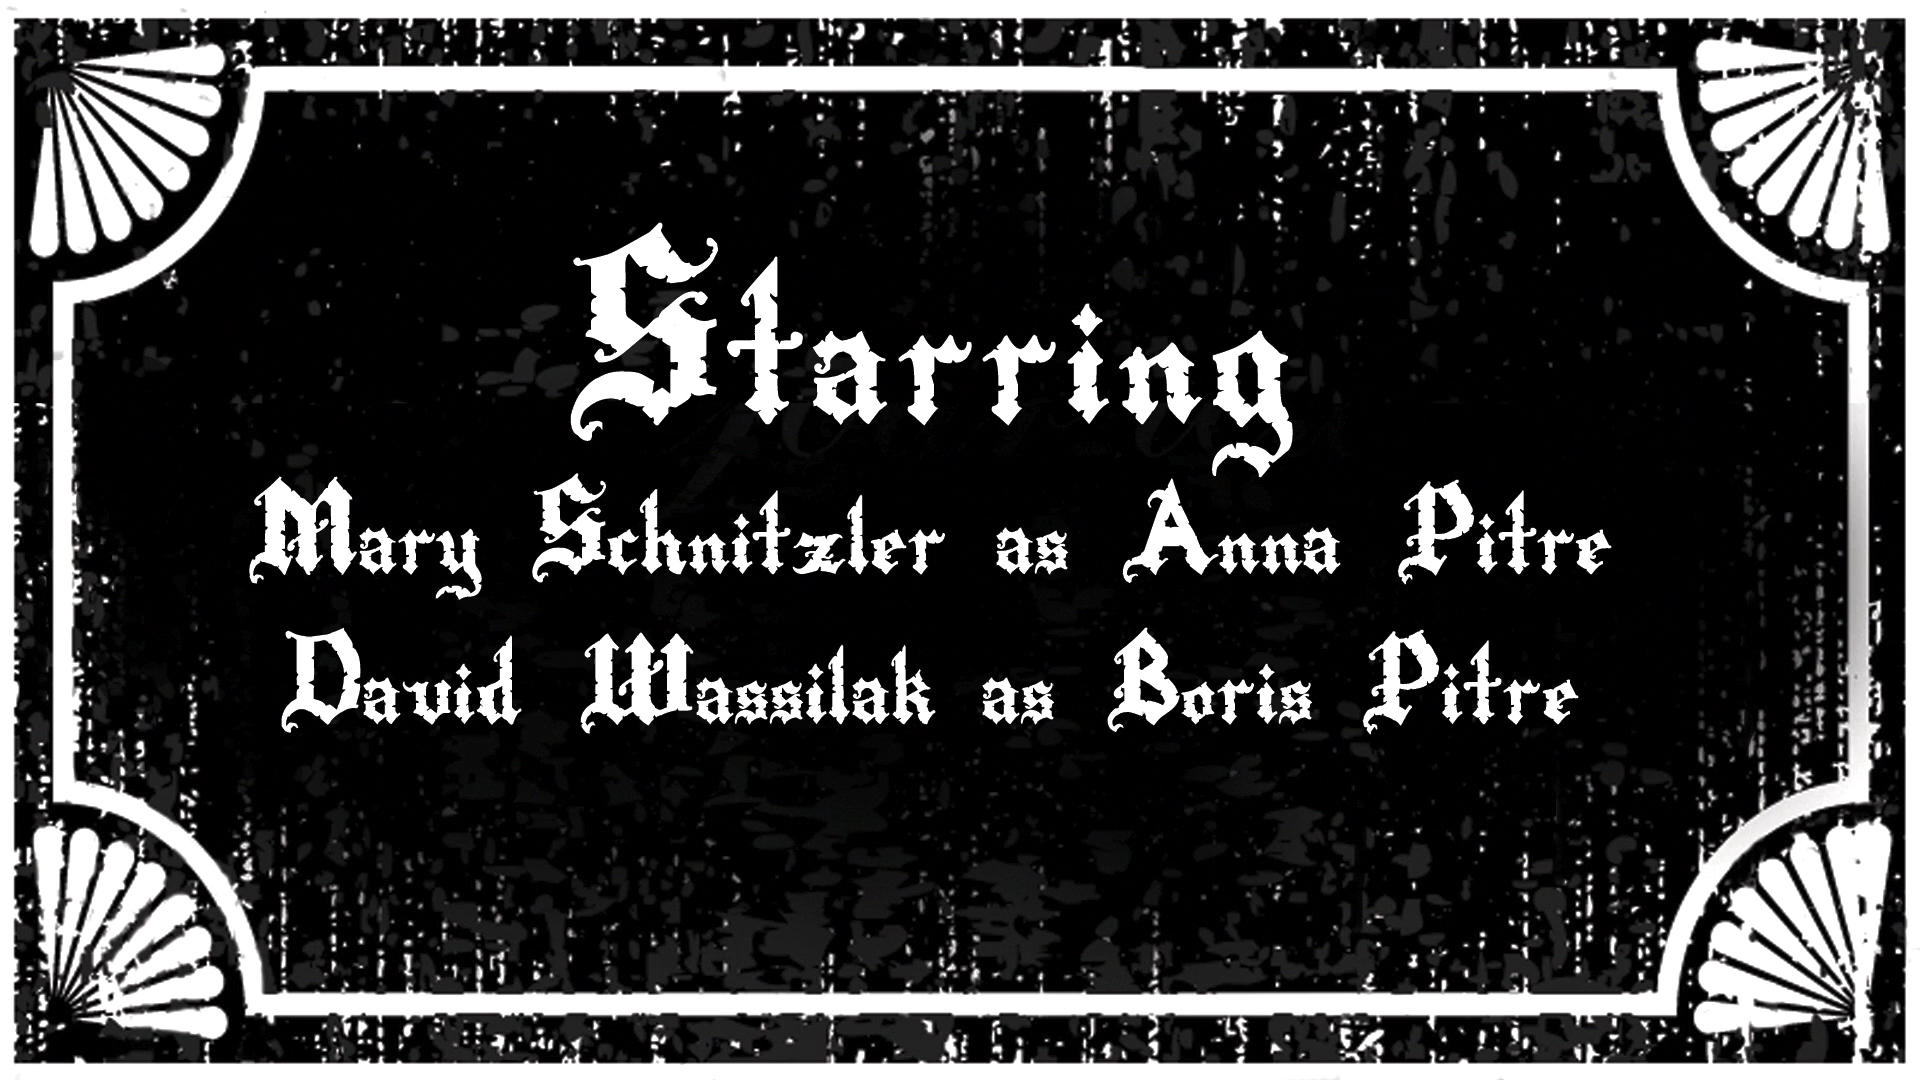 Starring
Mary Schnitzler as Anna Pitre
David Wassilak as Boris Pitre